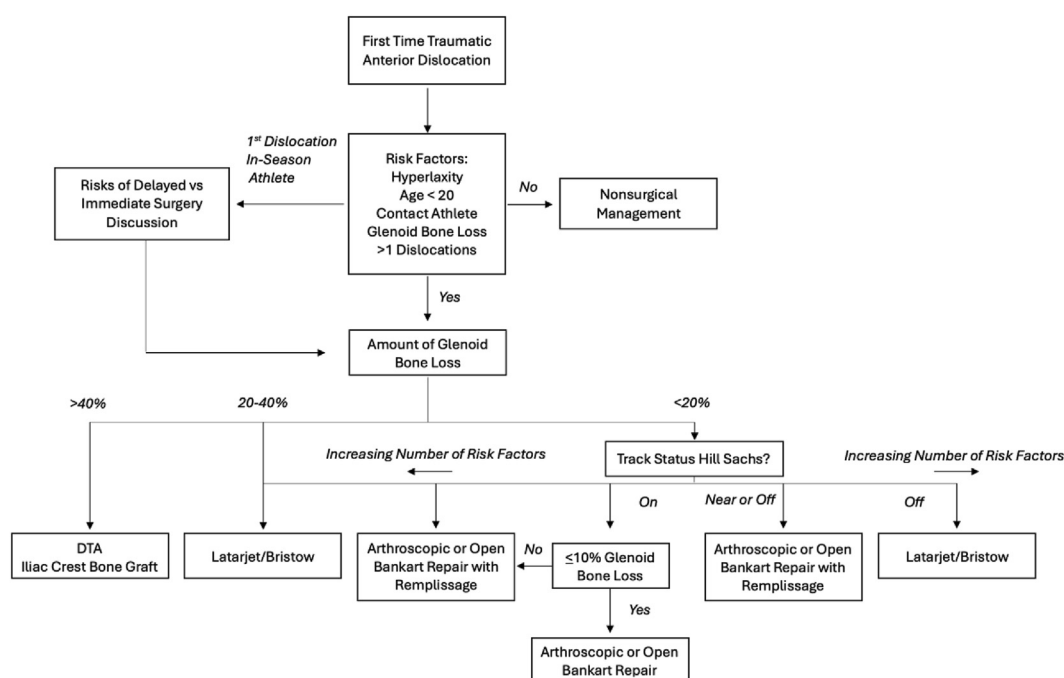 First Time Traumatic
Anterior Dislocation
1st Dislocation
In-Season
Athlete
Risks of Delayed vs
Immediate Surgery
Discussion
Risk Factors:
Hyperlaxity
Age < 20
Contact Athlete
Glenoid Bone Loss
>1 Dislocations
No
Nonsurgical
Management
Yes
Amount of Glenoid
Bone Loss
>40%
20-40%
<20%
Increasing Number of Risk Factors
Track Status Hill Sachs?
Increasing Number of Risk Factors
On
Near or Off
Off
DTA
Iliac Crest Bone Graft
Latarjet/Bristow
Arthroscopic or Open
Bankart Repair with
Remplissage
No
≤10% Glenoid
Bone Loss
Arthroscopic or Open
Bankart Repair with
Remplissage
Latarjet/Bristow
Yes
Arthroscopic or Open
Bankart Repair